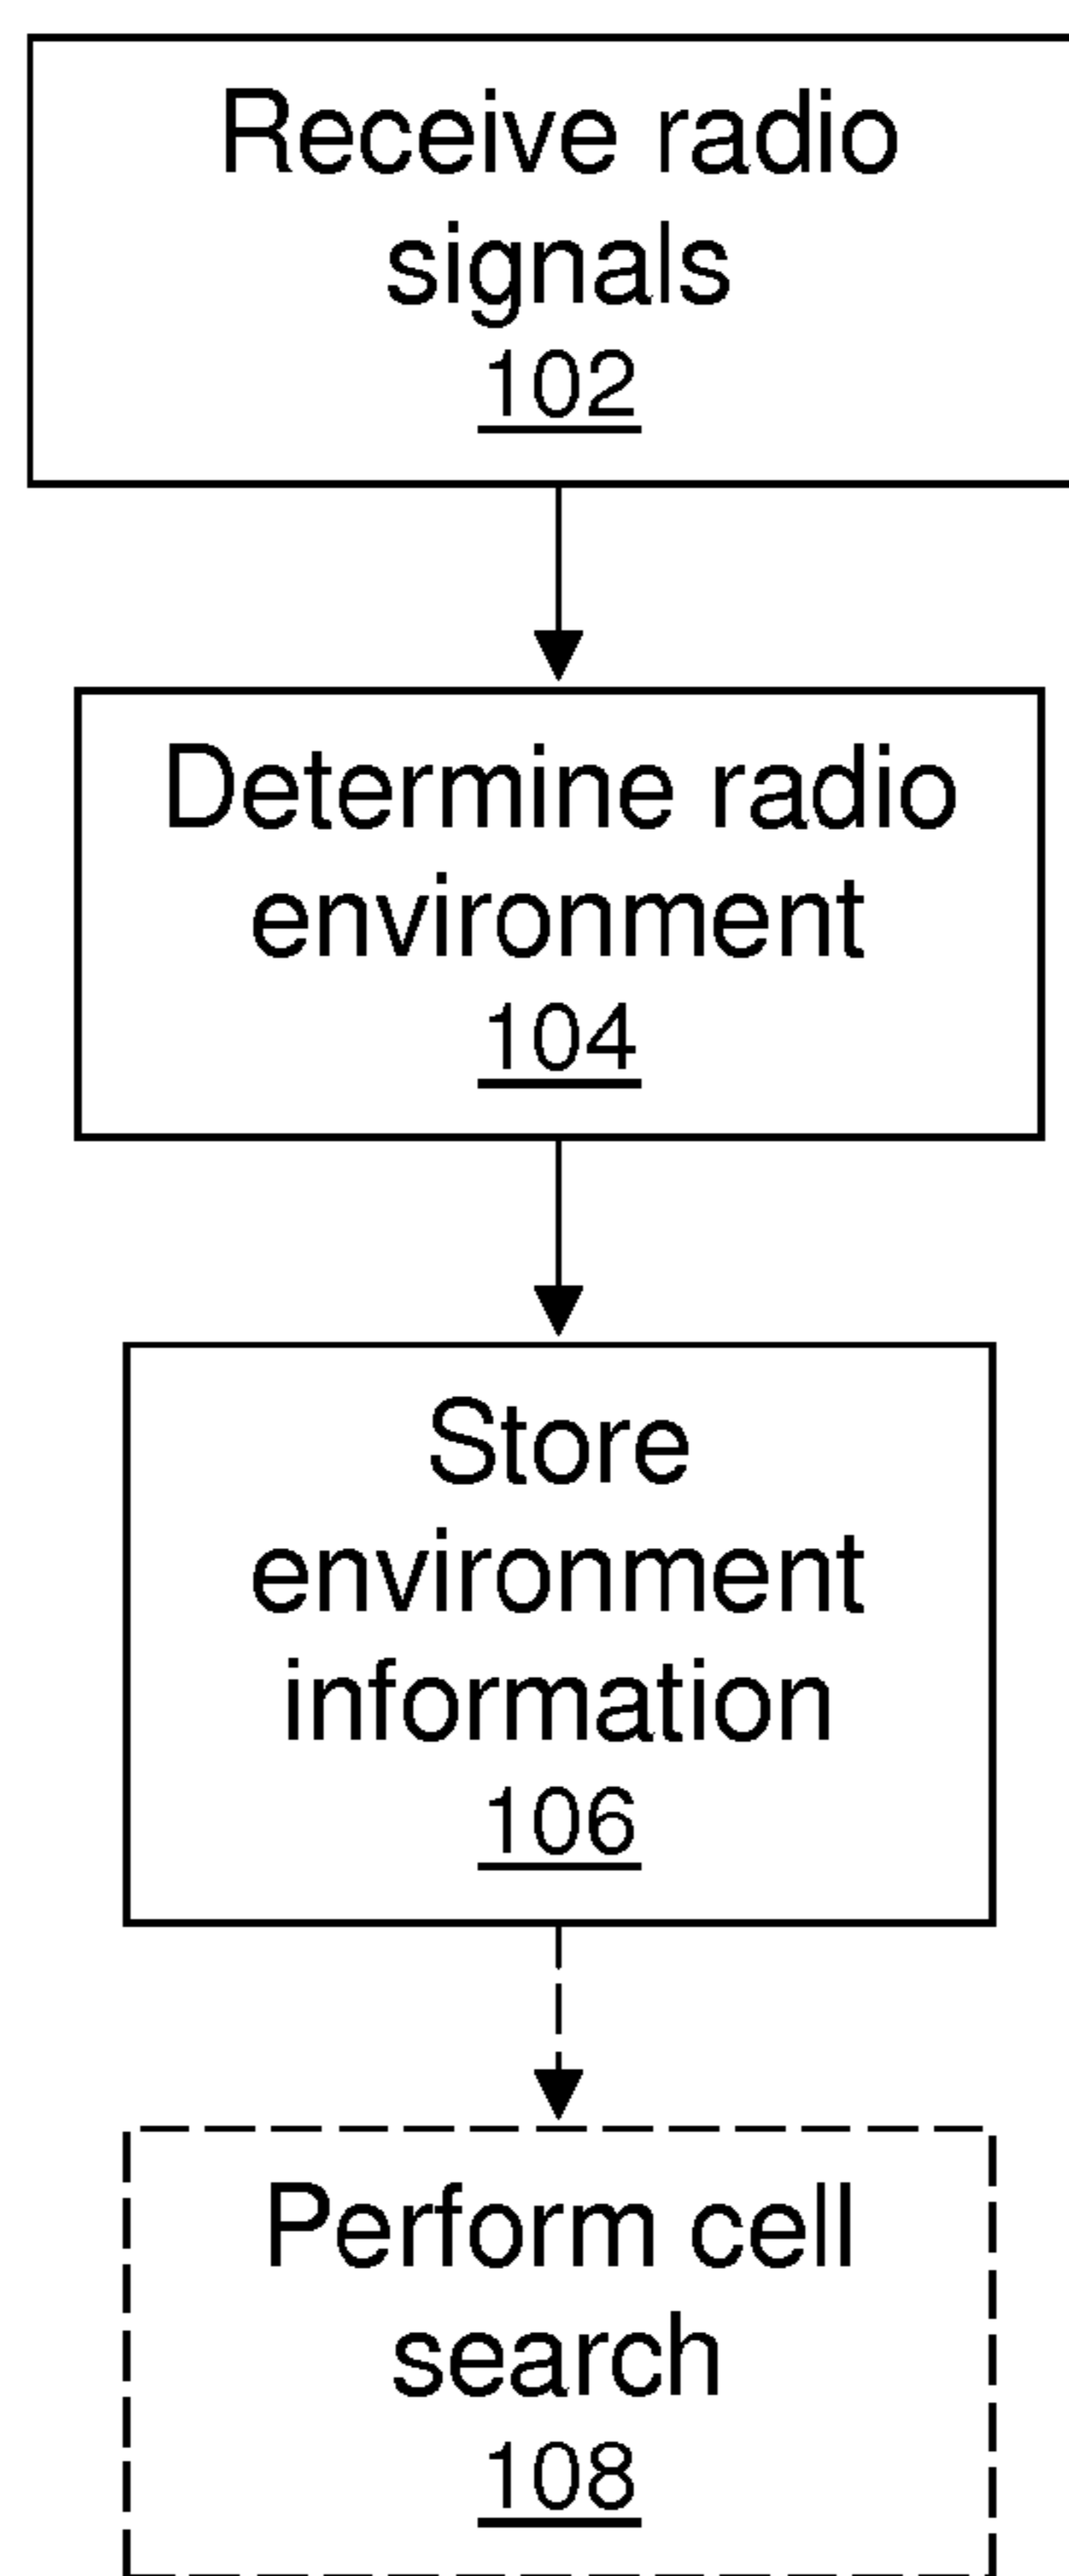 Receive radio
signals
102
Determine radio
environment
104
Store
environment
information
106
Perform cell
search
108